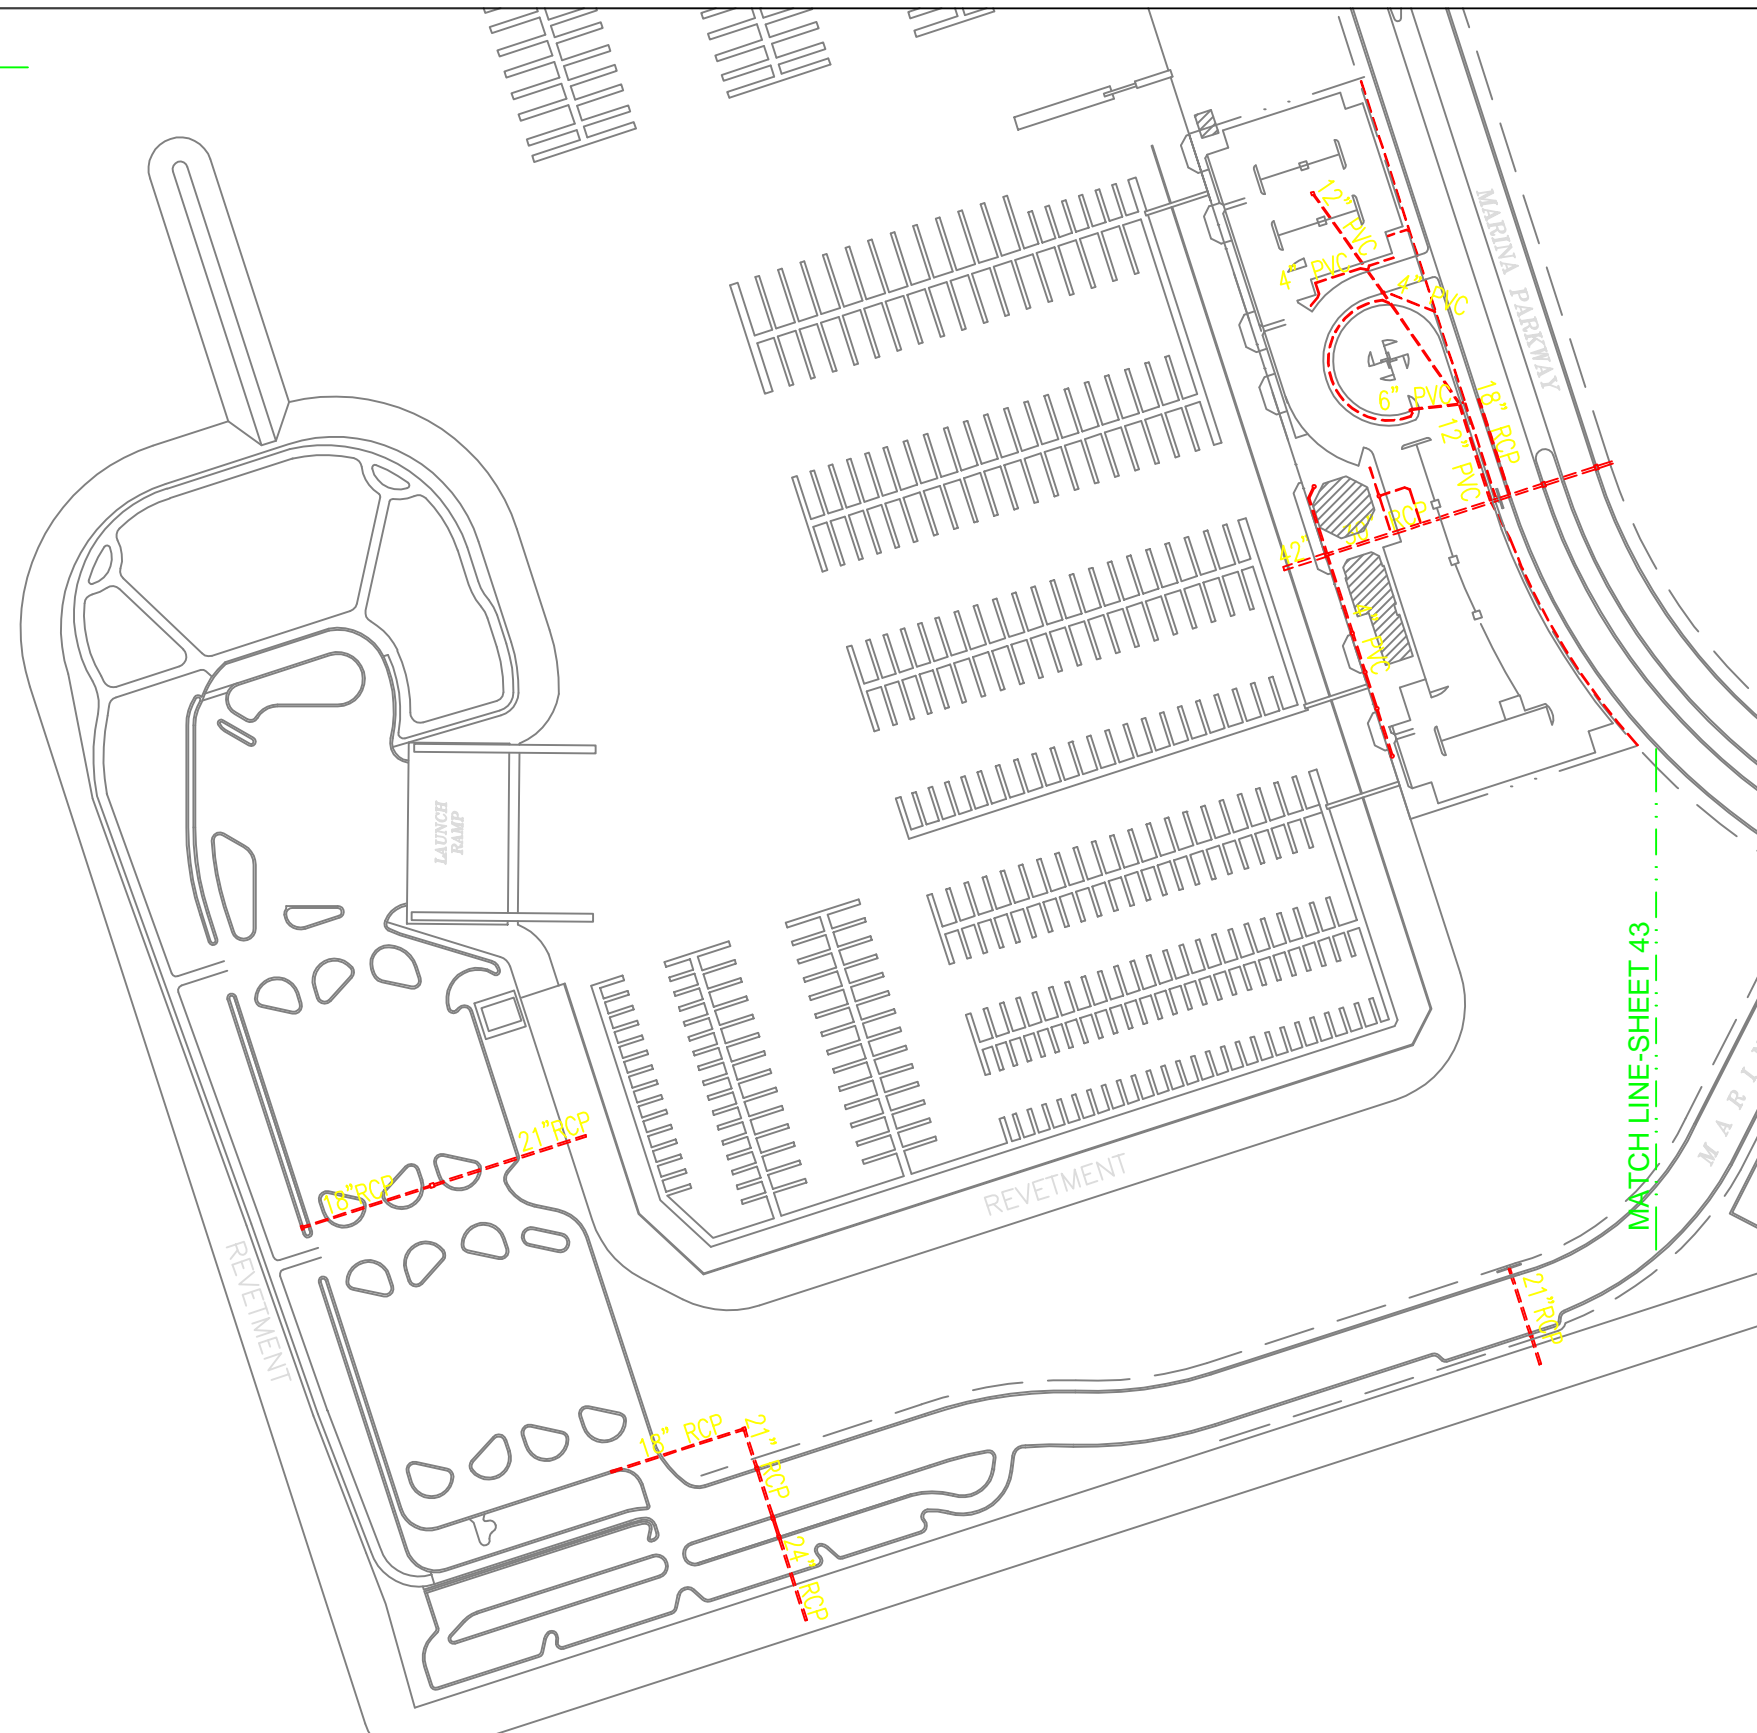 12" PVC
4" PVC
4" PVC
MARINA PARKWAY
6" PVC
18" RCP
12" PVC
42"
30" RCP
4" PVC
LAUNCH
RAMP
MATCH LINE-SHEET 43
21"RCP
18"RCP
REVETMENT
REVETMENT
MARIN
21"RCP
18" RCP
21" RCP
24" RCP